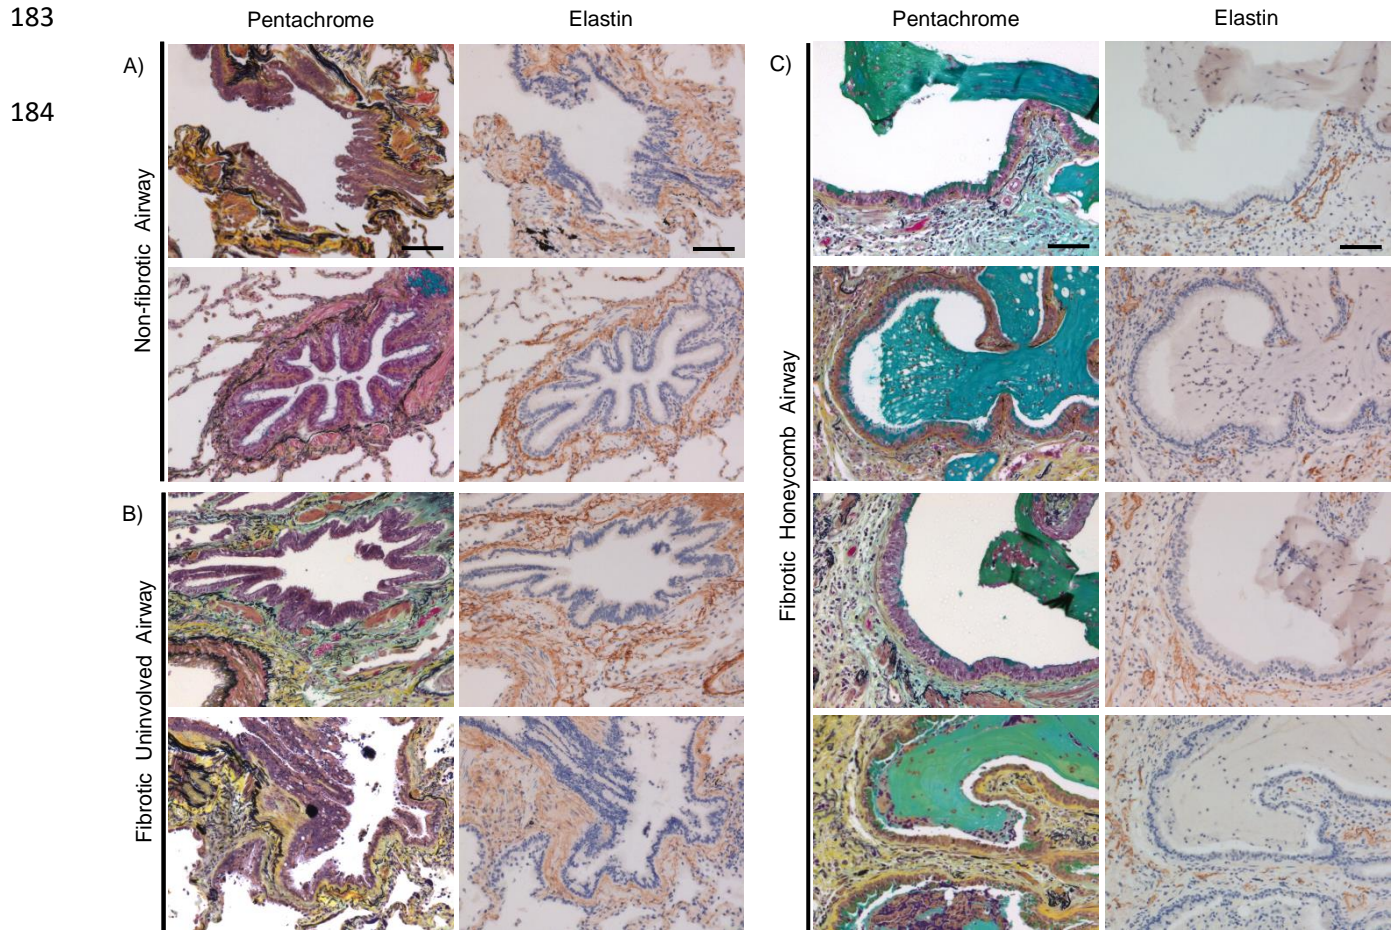 183
184
Pentachrome
Elastin
A)
Non-fibrotic Airway
B)
Fibrotic Uninvolved Airway
Pentachrome
Elastin
C)
Fibrotic Honeycomb Airway